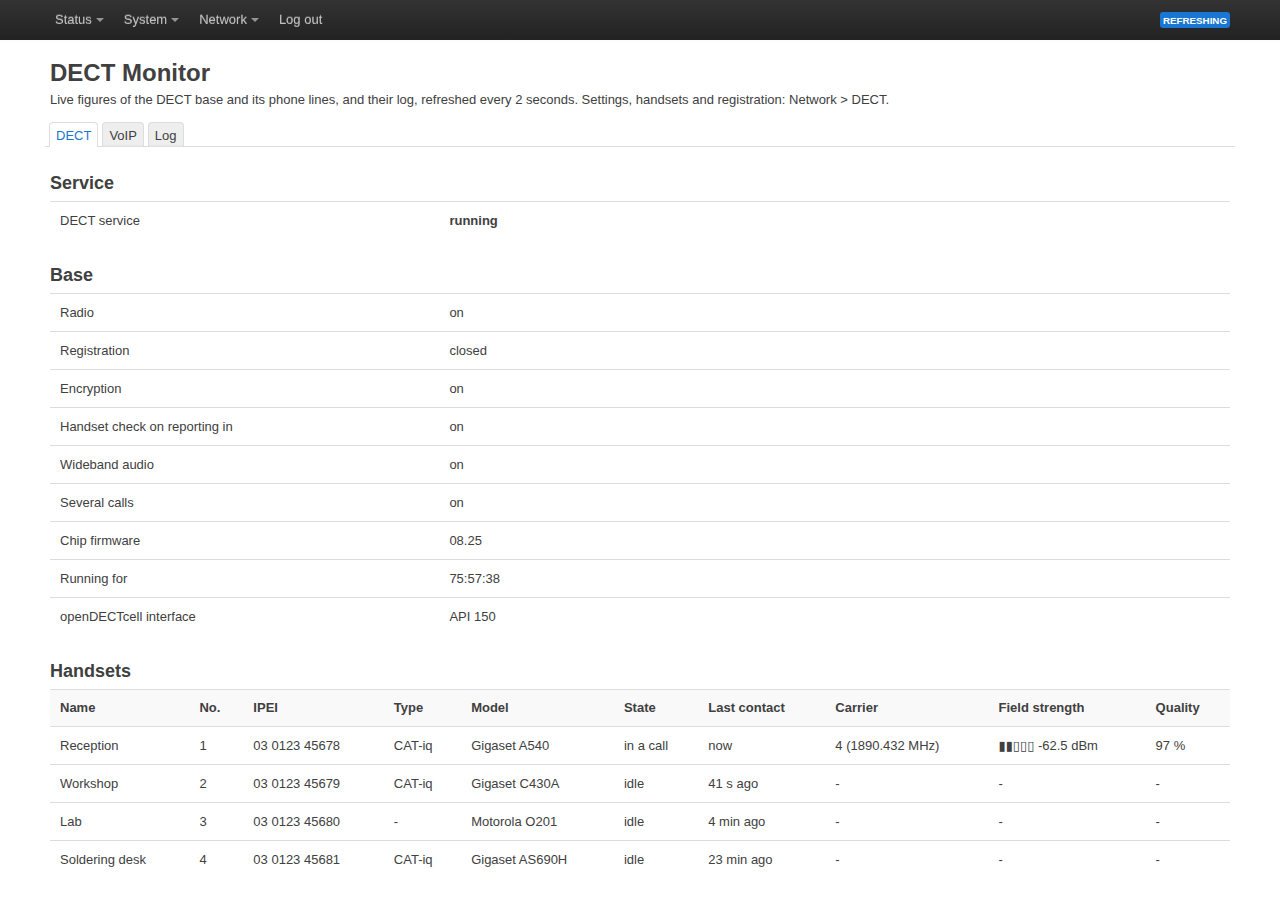 Status System Network Log out REFRESHING
DECT Monitor
Live figures of the DECT base and its phone lines, and their log, refreshed every 2 seconds. Settings, handsets and registration: Network > DECT.
DECT VoIP Log
Service
DECT service running
Base
Radio on
Registration closed
Encryption on
Handset check on reporting in on
Wideband audio on
Several calls on
Chip firmware 08.25
Running for 75:57:38
openDECTcell interface API 150
Handsets
Name No. IPEI Type Model State Last contact Carrier Field strength Quality
Reception 1 03 0123 45678 CAT-iq Gigaset A540 in a call now 4 (1890.432 MHz) ▮▮▯▯▯ -62.5 dBm 97 %
Workshop 2 03 0123 45679 CAT-iq Gigaset C430A idle 41 s ago - - -
Lab 3 03 0123 45680 - Motorola O201 idle 4 min ago - - -
Soldering desk 4 03 0123 45681 CAT-iq Gigaset AS690H idle 23 min ago - - -